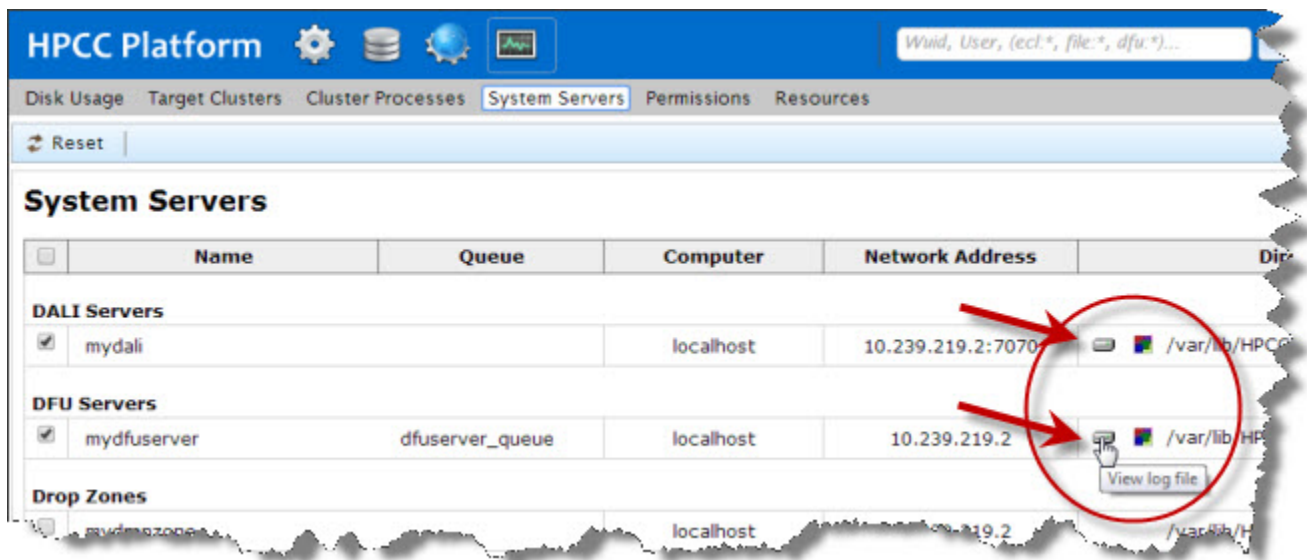 HPCC Platform Wuid, User, (ecl:*, file:*, dfu:*)...
Disk Usage Target Clusters Cluster Processes System Servers Permissions Resources
Reset
System Servers
Name Queue Computer Network Address
DALI Servers
mydali localhost 10.239.219.2:7070 /var/lib/HPCC
DFU Servers
mydfuserver dfuserver_queue localhost 10.239.219.2 /var/lib/HP
View log file
Drop Zones
localhost /var/lib/H